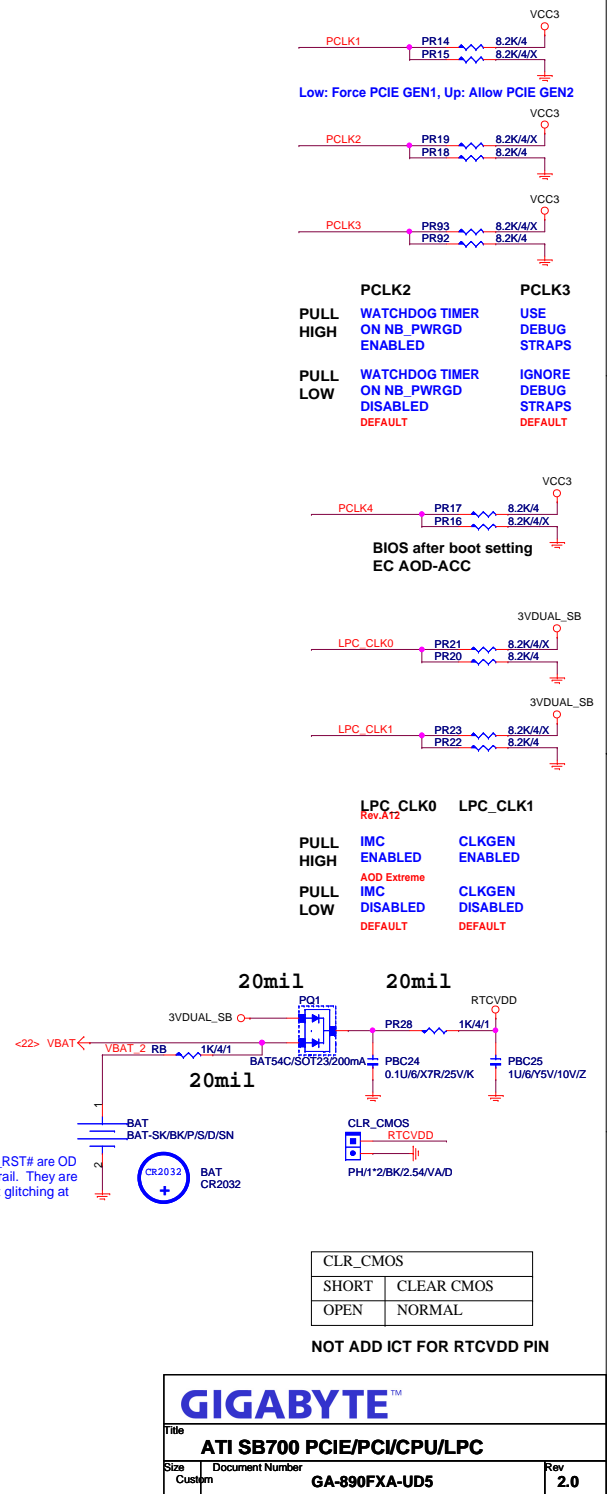 VCC3
PCLK1 PR14 8.2K/4
PR15 8.2K/4/X
Low: Force PCIE GEN1, Up: Allow PCIE GEN2
VCC3
PCLK2 PR19 8.2K/4/X
PR18 8.2K/4
VCC3
PCLK3 PR93 8.2K/4/X
PR92 8.2K/4
PCLK2 PCLK3
PULL WATCHDOG TIMER USE
HIGH ON NB_PWRGD DEBUG
ENABLED STRAPS
PULL WATCHDOG TIMER IGNORE
LOW ON NB_PWRGD DEBUG
DISABLED STRAPS
DEFAULT DEFAULT
VCC3
PCLK4 PR17 8.2K/4
PR16 8.2K/4/X
BIOS after boot setting
EC AOD-ACC
3VDUAL_SB
LPC_CLK0 PR21 8.2K/4/X
PR20 8.2K/4
3VDUAL_SB
LPC_CLK1 PR23 8.2K/4/X
PR22 8.2K/4
LPC_CLK0 LPC_CLK1
Rev.A12
PULL IMC CLKGEN
HIGH ENABLED ENABLED
AOD Extreme
PULL IMC CLKGEN
LOW DISABLED DISABLED
DEFAULT DEFAULT
20mil 20mil
PQ1 RTCVDD
3VDUAL_SB PR28 1K/4/1
<22> VBAT
VBAT_2 RB 1K/4/1 BAT54C/SOT23/200mA PBC24 PBC25
0.1U/6/X7R/25V/K 1U/6/Y5V/10V/Z
20mil
1
BAT CLR_CMOS
BAT-SK/BK/P/S/D/SN RTCVDD
2
_RST# are OD
rail. They are
glitching at
CR2032 BAT
+ CR2032
PH/1*2/BK/2.54/VA/D
CLR_CMOS
SHORT CLEAR CMOS
OPEN NORMAL
NOT ADD ICT FOR RTCVDD PIN
GIGABYTE™
Title
ATI SB700 PCIE/PCI/CPU/LPC
Size Document Number Rev
Custom GA-890FXA-UD5 2.0